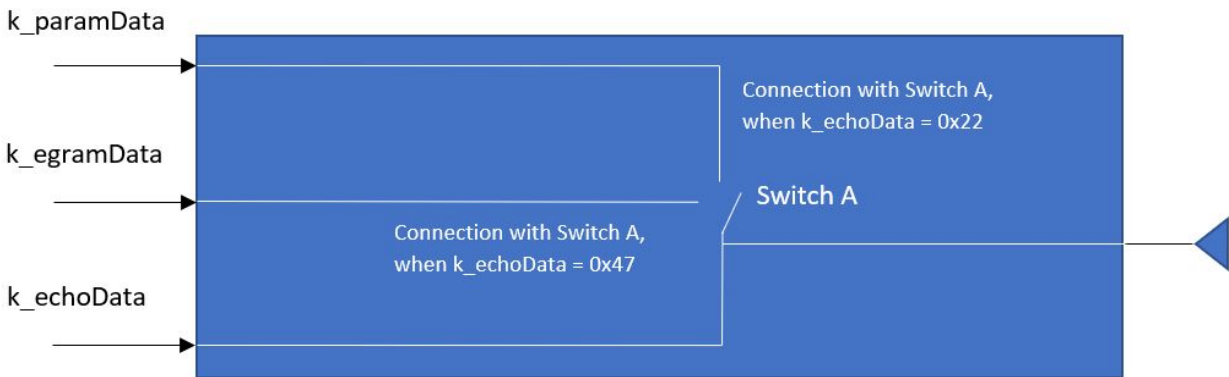 k_paramData
Connection with Switch A,
when k_echoData = 0x22
k_egramData
Switch A
Connection with Switch A,
when k_echoData = 0x47
k_echoData